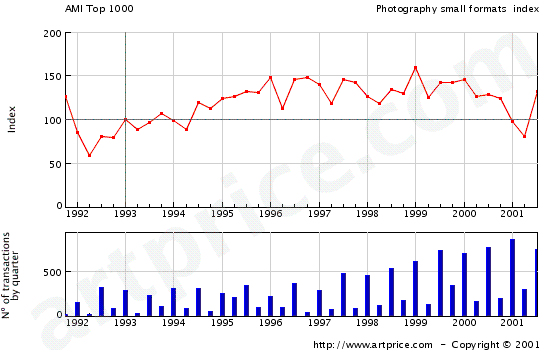 AMI Top 1000 Photography small formats index
200
150
100
50
0
Index
1992 1993 1994 1995 1996 1997 1998 1999 2000 2001
500
N° of transactions
by quarter
1992 1993 1994 1995 1996 1997 1998 1999 2000 2001
artprice.com
http://www.artprice.com - Copyright © 2001